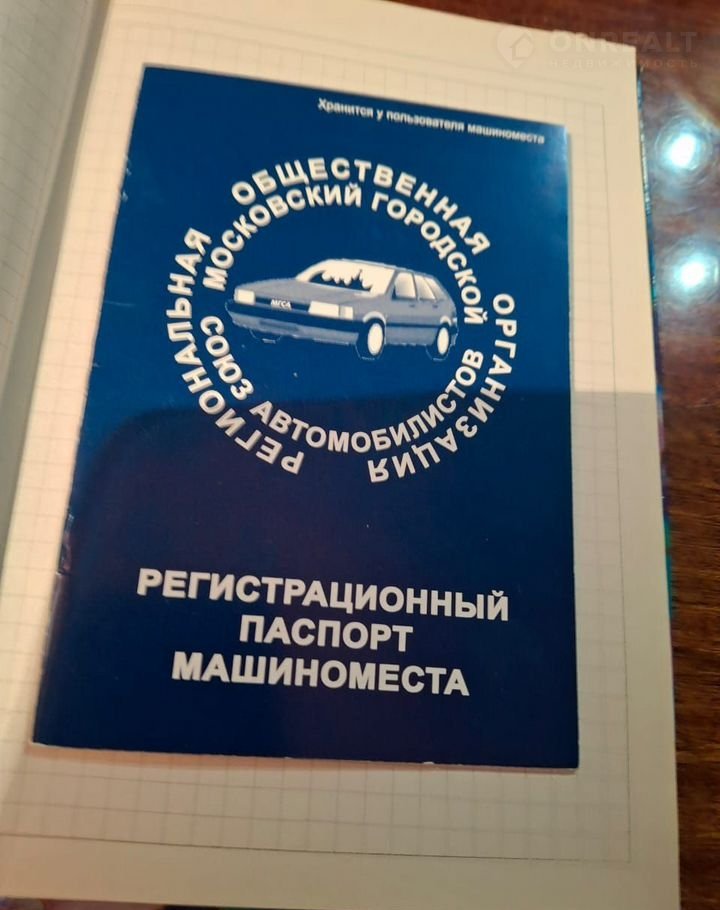 ONREALT
НЕДВИЖИМОСТЬ
Хранится у пользователя машиноместа
РЕГИОНАЛЬНАЯ ОБЩЕСТВЕННАЯ ОРГАНИЗАЦИЯ
МОСКОВСКИЙ ГОРОДСКОЙ
СОЮЗ АВТОМОБИЛИСТОВ
МГСА
РЕГИСТРАЦИОННЫЙ
ПАСПОРТ
МАШИНОМЕСТА